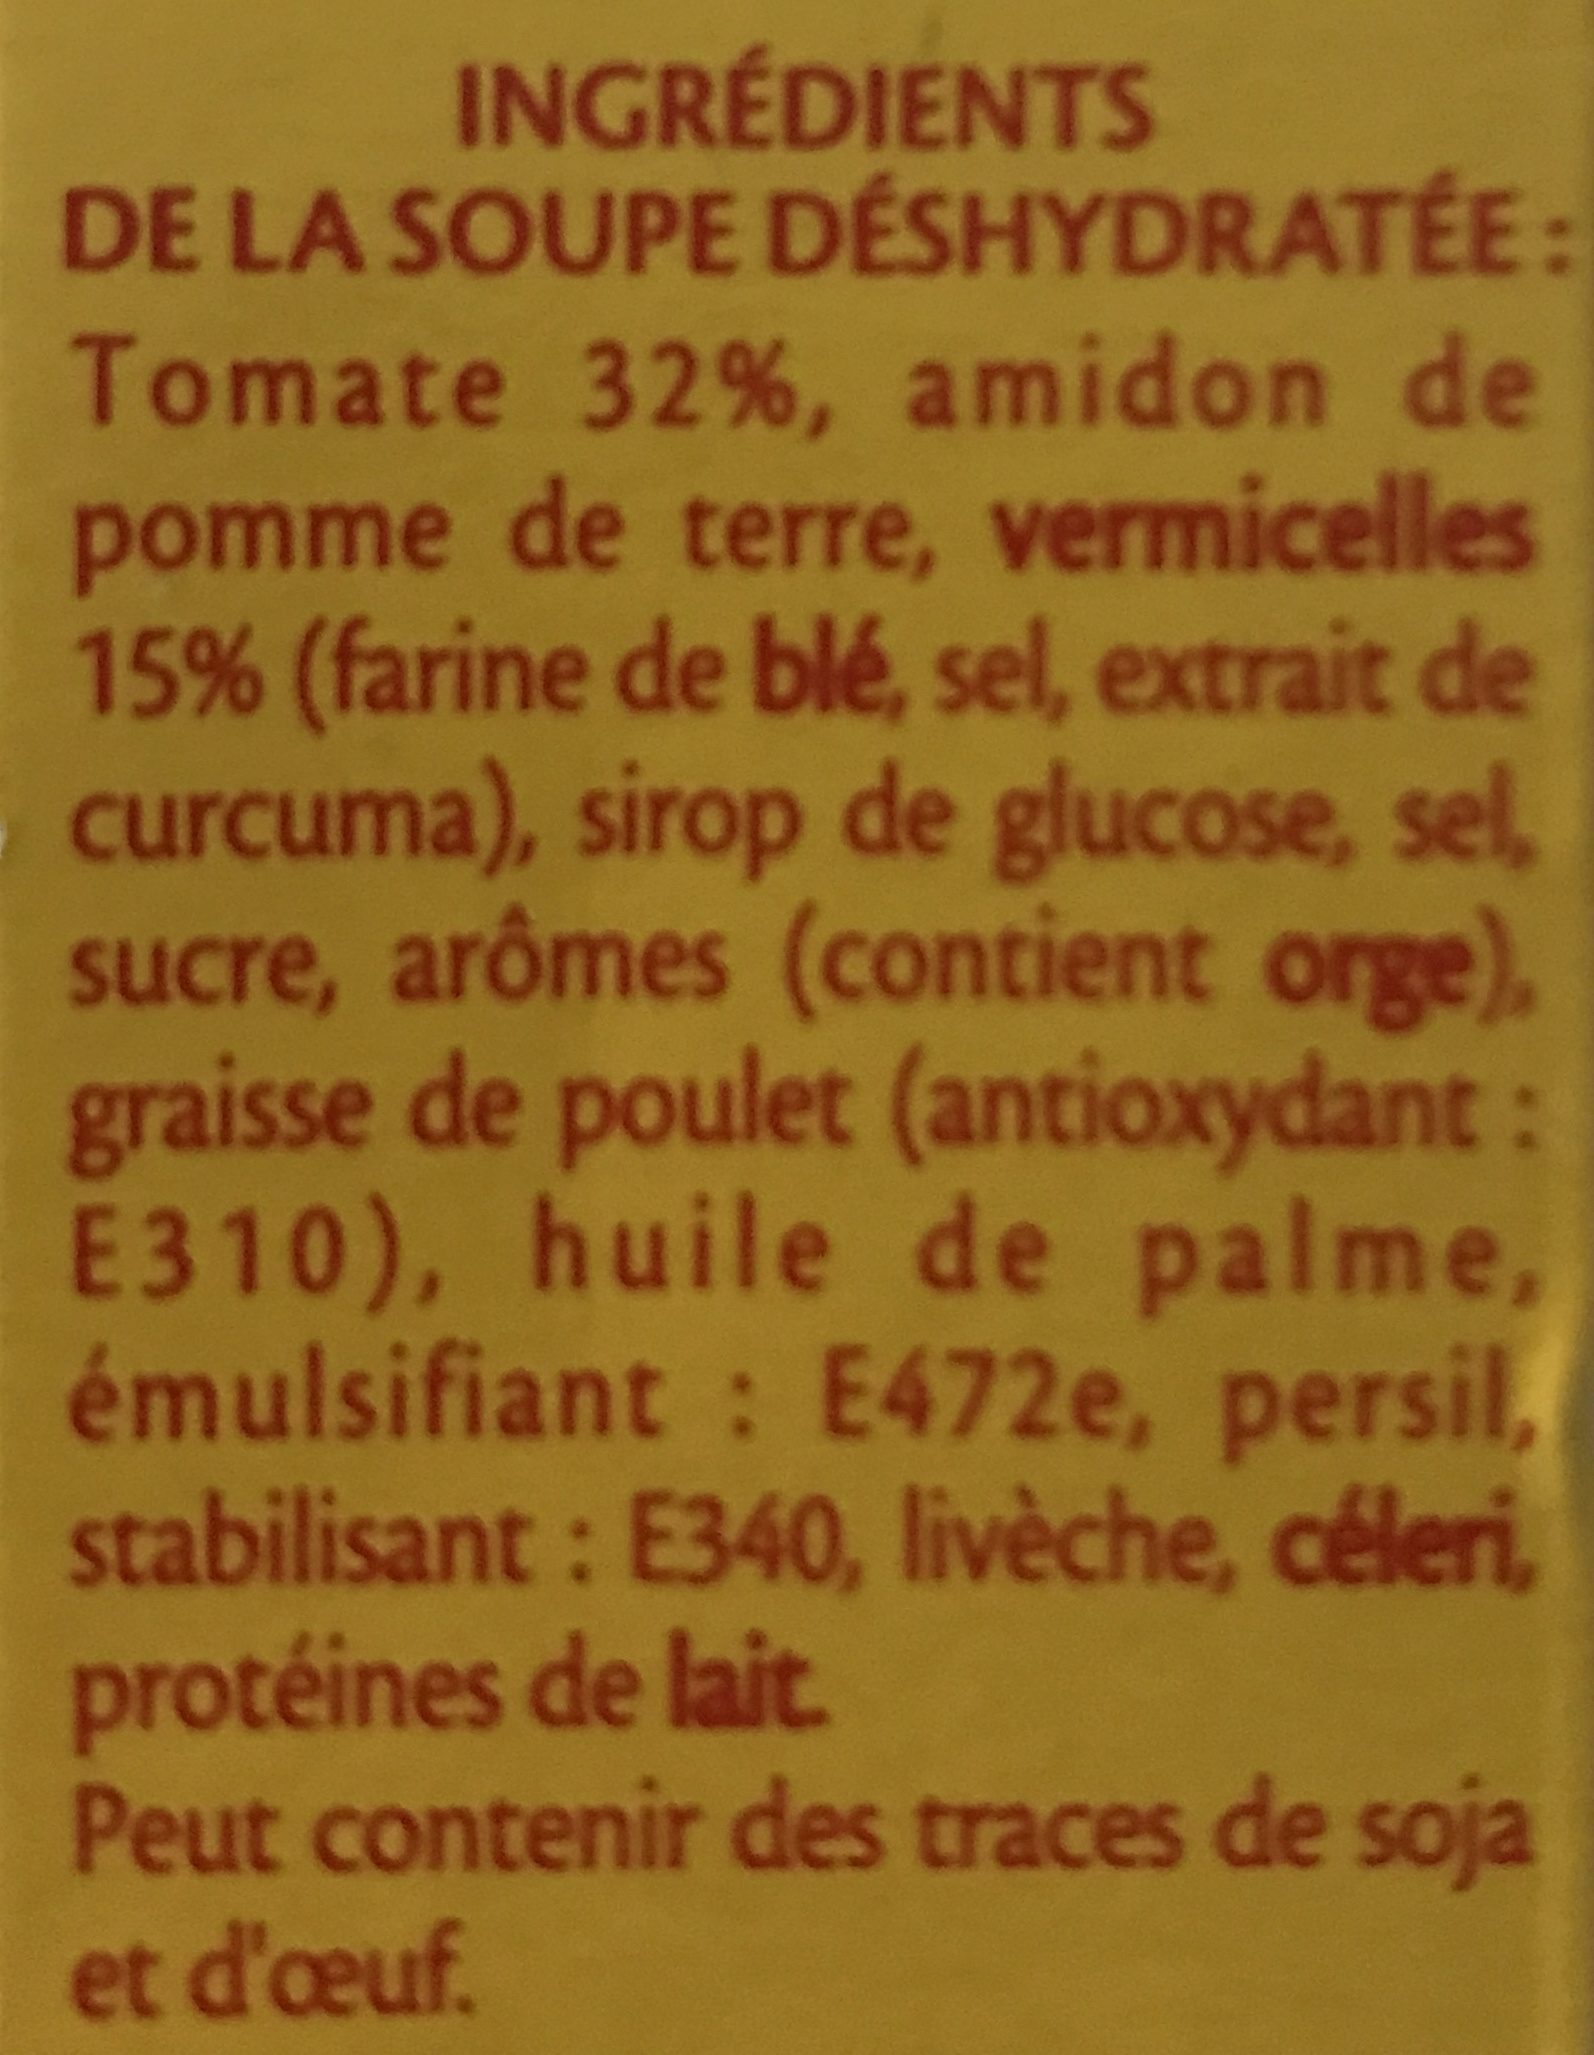 INGRÉDIENTS
DE LA SOUPE DÉSHYDRATÉE :
Tomate 32%, amidon de
pomme de terre, vermicelles
15% (farine de blé, sel, extrait de
curcuma), sirop de glucose, sel,
sucre, arômes (contient orge),
graisse de poulet (antioxydant :
E310), huile de palme,
émulsifiant : E472e, persil,
stabilisant : E340, livèche, céleri,
protéines de lait.
Peut contenir des traces de soja
et d'œuf.